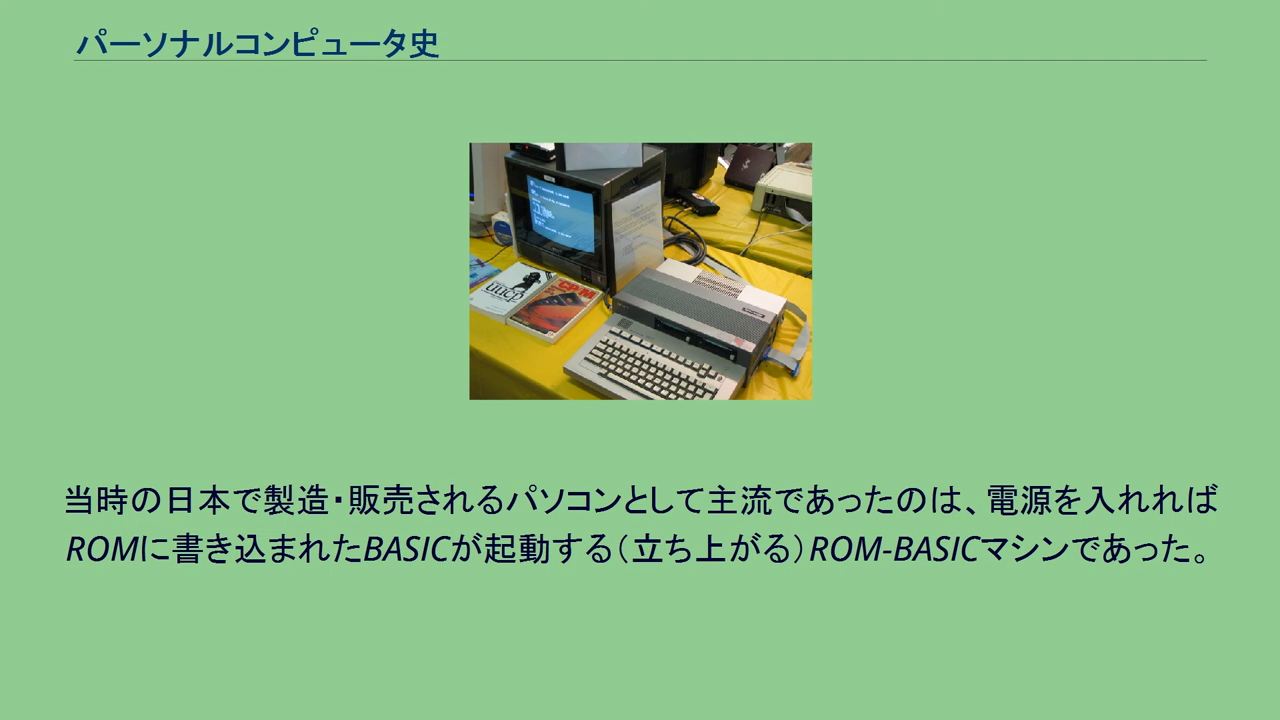 パーソナルコンピュータ史
uucp
CP/M
当時の日本で製造・販売されるパソコンとして主流であったのは、電源を入れれば
ROMに書き込まれたBASICが起動する（立ち上がる）ROM-BASICマシンであった。